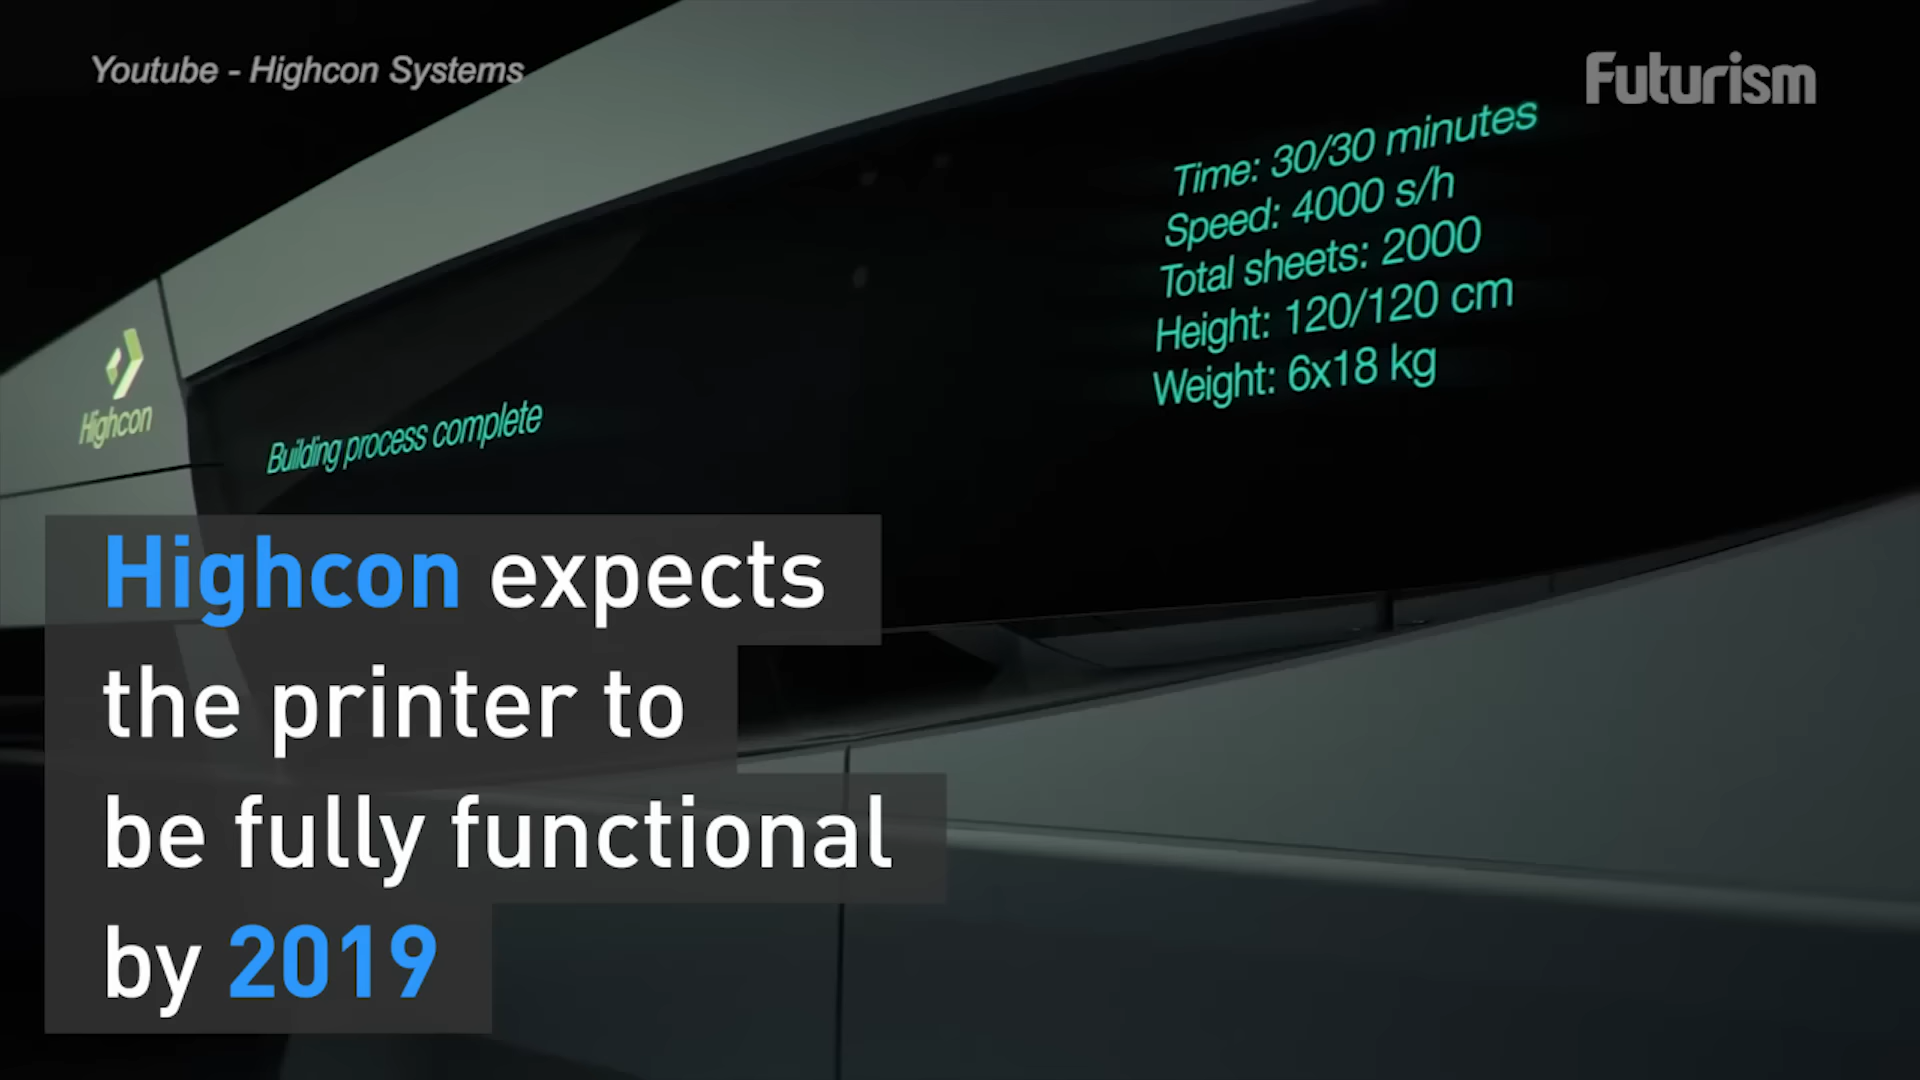 Youtube - Highcon Systems
Futurism
Time: 30/30 minutes
Speed: 4000 s/h
Total sheets: 2000
Height: 120/120 cm
Weight: 6x18 kg
Highcon
Building process complete
Highcon expects
the printer to
be fully functional
by 2019